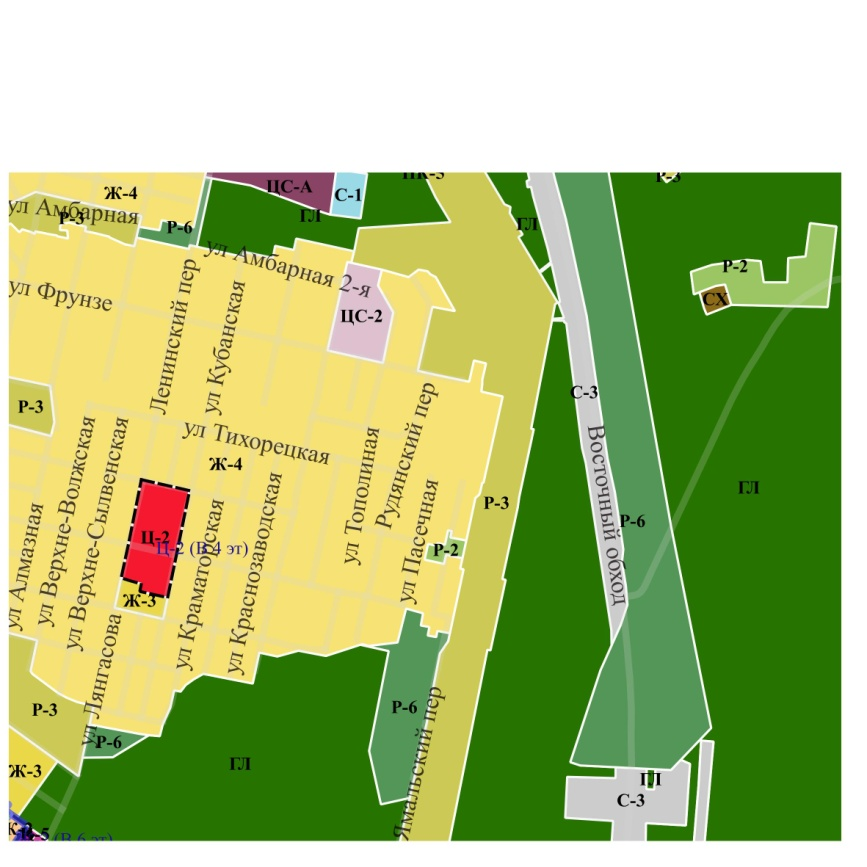 ПК-5
Р-3
Ж-4
ЦС-А
С-1
ул Амбарная
Р-3
Р-6
ГЛ
ГЛ
ул Амбарная 2-я
Р-2
СХ
ул Фрунзе
Ленинский пер
ул Кубанская
ЦС-2
С-3
Р-3
ул Тихорецкая
Ж-4
Рудянский пер
ул Тополиная
ул Пасечная
Восточный обход
ГЛ
Р-3
Р-6
ул Алмазная
ул Верхне-Волжская
ул Верхне-Сылвенская
Ц-2
Ц-2 (В 4 эт)
Р-2
Ж-3
ул Краматорская
ул Краснозаводская
ул Лянгасова
Р-3
Р-6
Р-6
Ямальский пер
ГЛ
Ж-3
ГЛ
С-3
(В 6 эт)